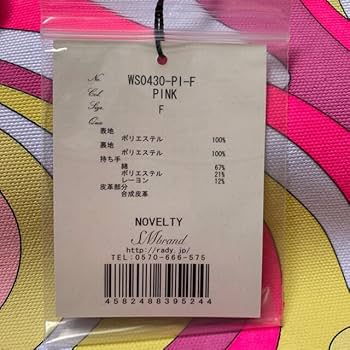 No. WS0430-PI-F
Col. PINK
Size F
Qua
表地
ポリエステル 100%
裏地
ポリエステル 100%
持ち手
綿 67%
ポリエステル 21%
レーヨン 12%
皮革部分
合成皮革
NOVELTY
SMbrand
http://rady.jp/
TEL:0570-666-575
4582488395244